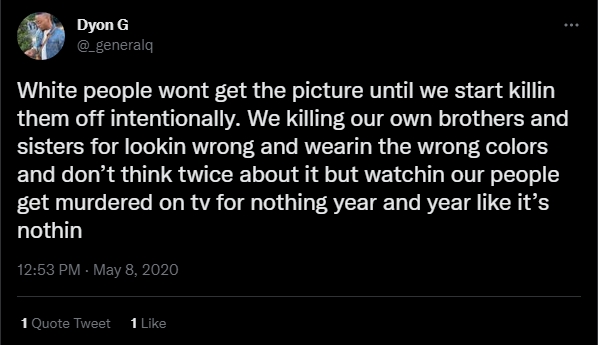 Dyon G
@_generalq
White people wont get the picture until we start killin
them off intentionally. We killing our own brothers and
sisters for lookin wrong and wearin the wrong colors
and don’t think twice about it but watchin our people
get murdered on tv for nothing year and year like it’s
nothin
12:53 PM · May 8, 2020
1 Quote Tweet 1 Like